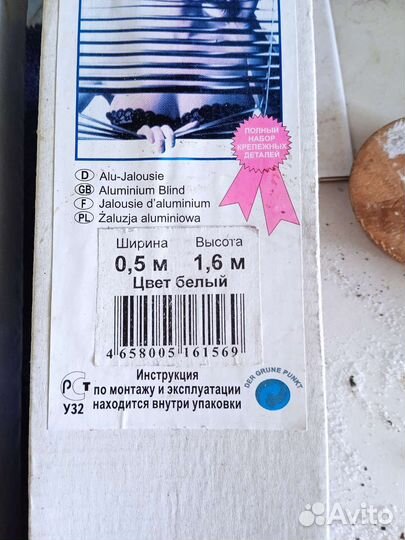 ПОЛНЫЙ
НАБОР
КРЕПЕЖНЫХ
ДЕТАЛЕЙ
D Alu-Jalousie
GB Aluminium Blind
F Jalousie d'aluminium
PL Żaluzja aluminiowa
Ширина Высота
0,5 м 1,6 м
Цвет белый
4 658005 161569
Инструкция
по монтажу и эксплуатации
находится внутри упаковки
РСТ
У32
DER GRUNE PUNKT
Avito